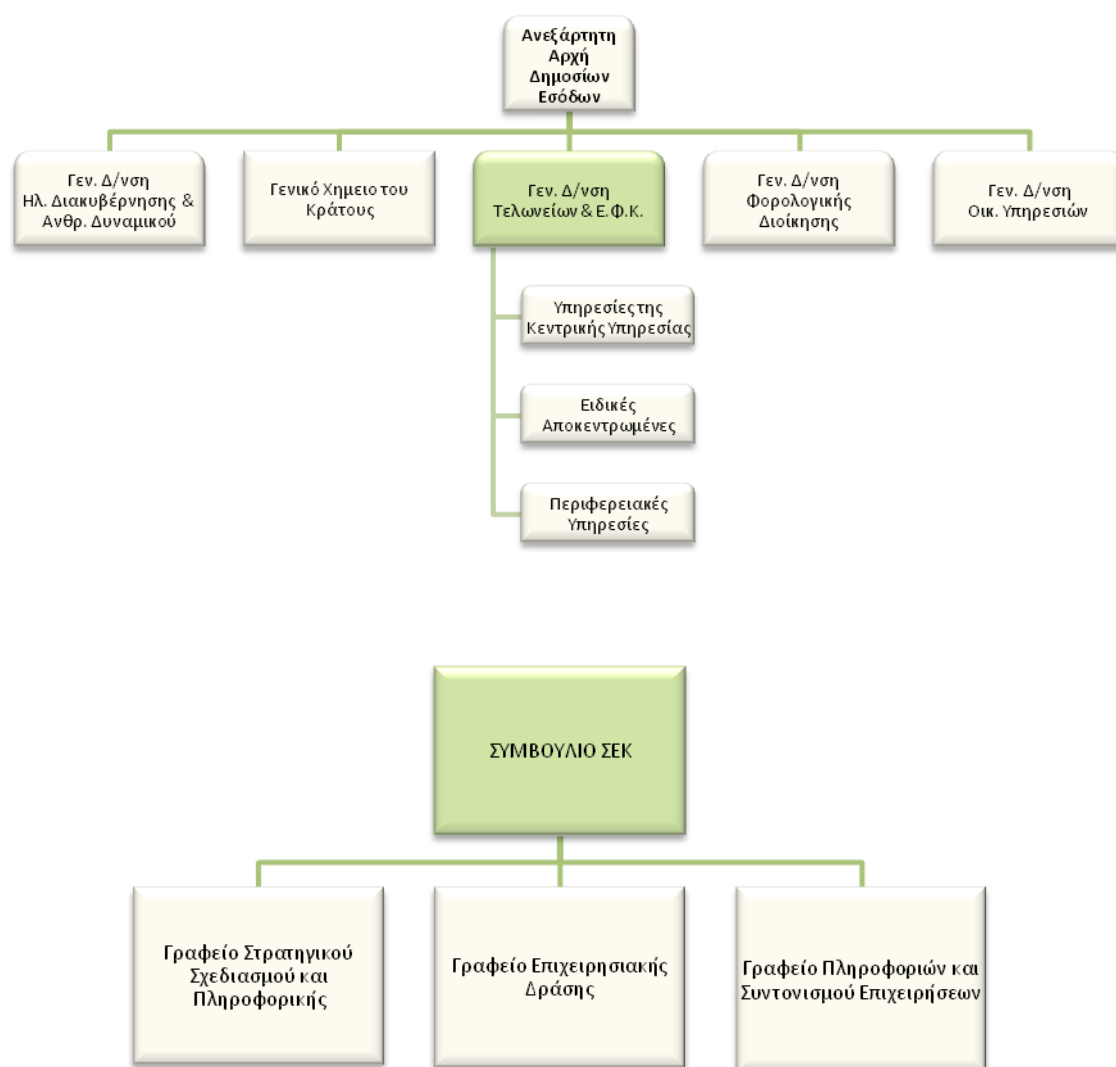 Ανεξάρτητη
Αρχή
Δημοσίων
Εσόδων
Γεν. Δ/νση
Ηλ. Διακυβέρνησης &
Ανθρ. Δυναμικού
Γενικό Χημειο του
Κράτους
Γεν. Δ/νση
Τελωνείων & Ε.Φ.Κ.
Γεν. Δ/νση
Φορολογικής
Διοίκησης
Γεν. Δ/νση
Οικ. Υπηρεσιών
Υπηρεσίες της
Κεντρικής Υπηρεσίας
Ειδικές
Αποκεντρωμένες
Περιφερειακές
Υπηρεσίες
ΣΥΜΒΟΥΛΙΟ ΣΕΚ
Γραφείο Στρατηγικού
Σχεδιασμού και
Πληροφορικής
Γραφείο Επιχειρησιακής
Δράσης
Γραφείο Πληροφοριών και
Συντονισμού Επιχειρήσεων